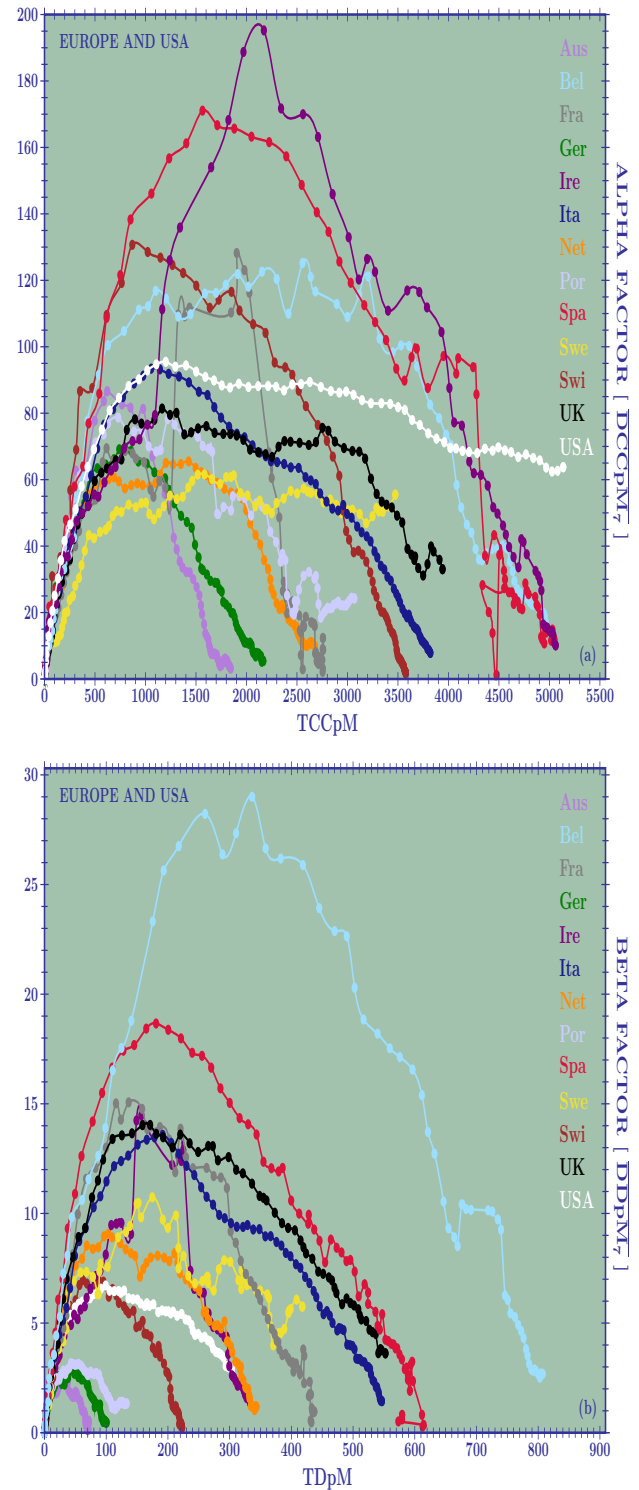 200
180
160
140
120
100
80
60
40
20
0
EUROPE AND USA
Aus
Bel
Fra
Ger
Ire
Ita
Net
Por
Spa
Swe
Swi
UK
USA
(a)
ALPHA FACTOR [ DCCpM₇ ]
0 500 1000 1500 2000 2500 3000 3500 4000 4500 5000 5500
TCCpM
30
25
20
15
10
5
0
EUROPE AND USA
Aus
Bel
Fra
Ger
Ire
Ita
Net
Por
Spa
Swe
Swi
UK
USA
(b)
BETA FACTOR [ DDpM₇ ]
0 100 200 300 400 500 600 700 800 900
TDpM